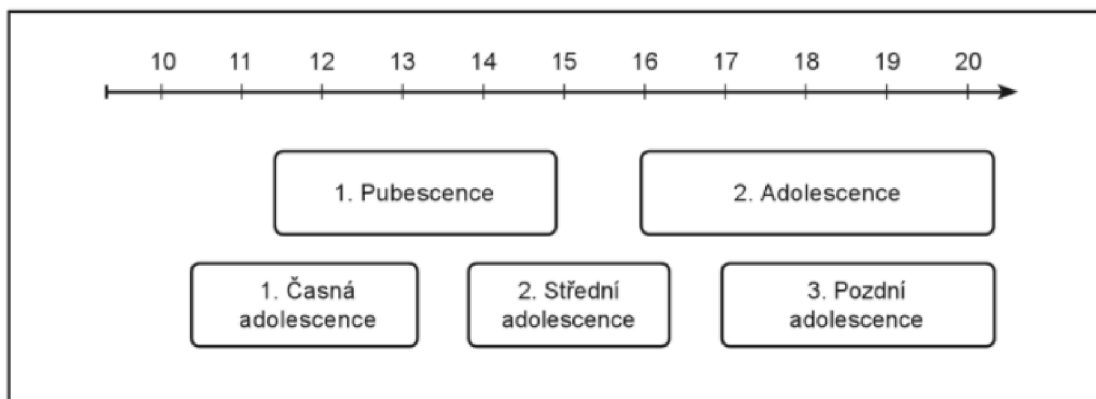 10 11 12 13 14 15 16 17 18 19 20
1. Pubescence
2. Adolescence
1. Časná
adolescence
2. Střední
adolescence
3. Pozdní
adolescence